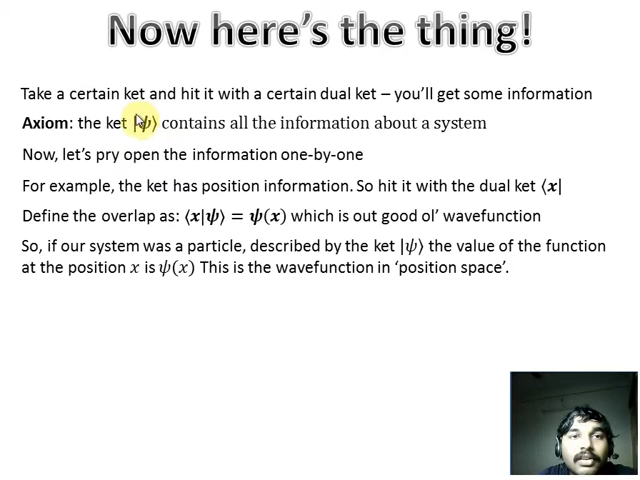 Now here's the thing!
Take a certain ket and hit it with a certain dual ket – you'll get some information
Axiom: the ket |ψ⟩ contains all the information about a system
Now, let's pry open the information one-by-one
For example, the ket has position information. So hit it with the dual ket ⟨x|
Define the overlap as: ⟨x|ψ⟩ = ψ(x) which is out good ol' wavefunction
So, if our system was a particle, described by the ket |ψ⟩ the value of the function
at the position x is ψ(x) This is the wavefunction in 'position space'.